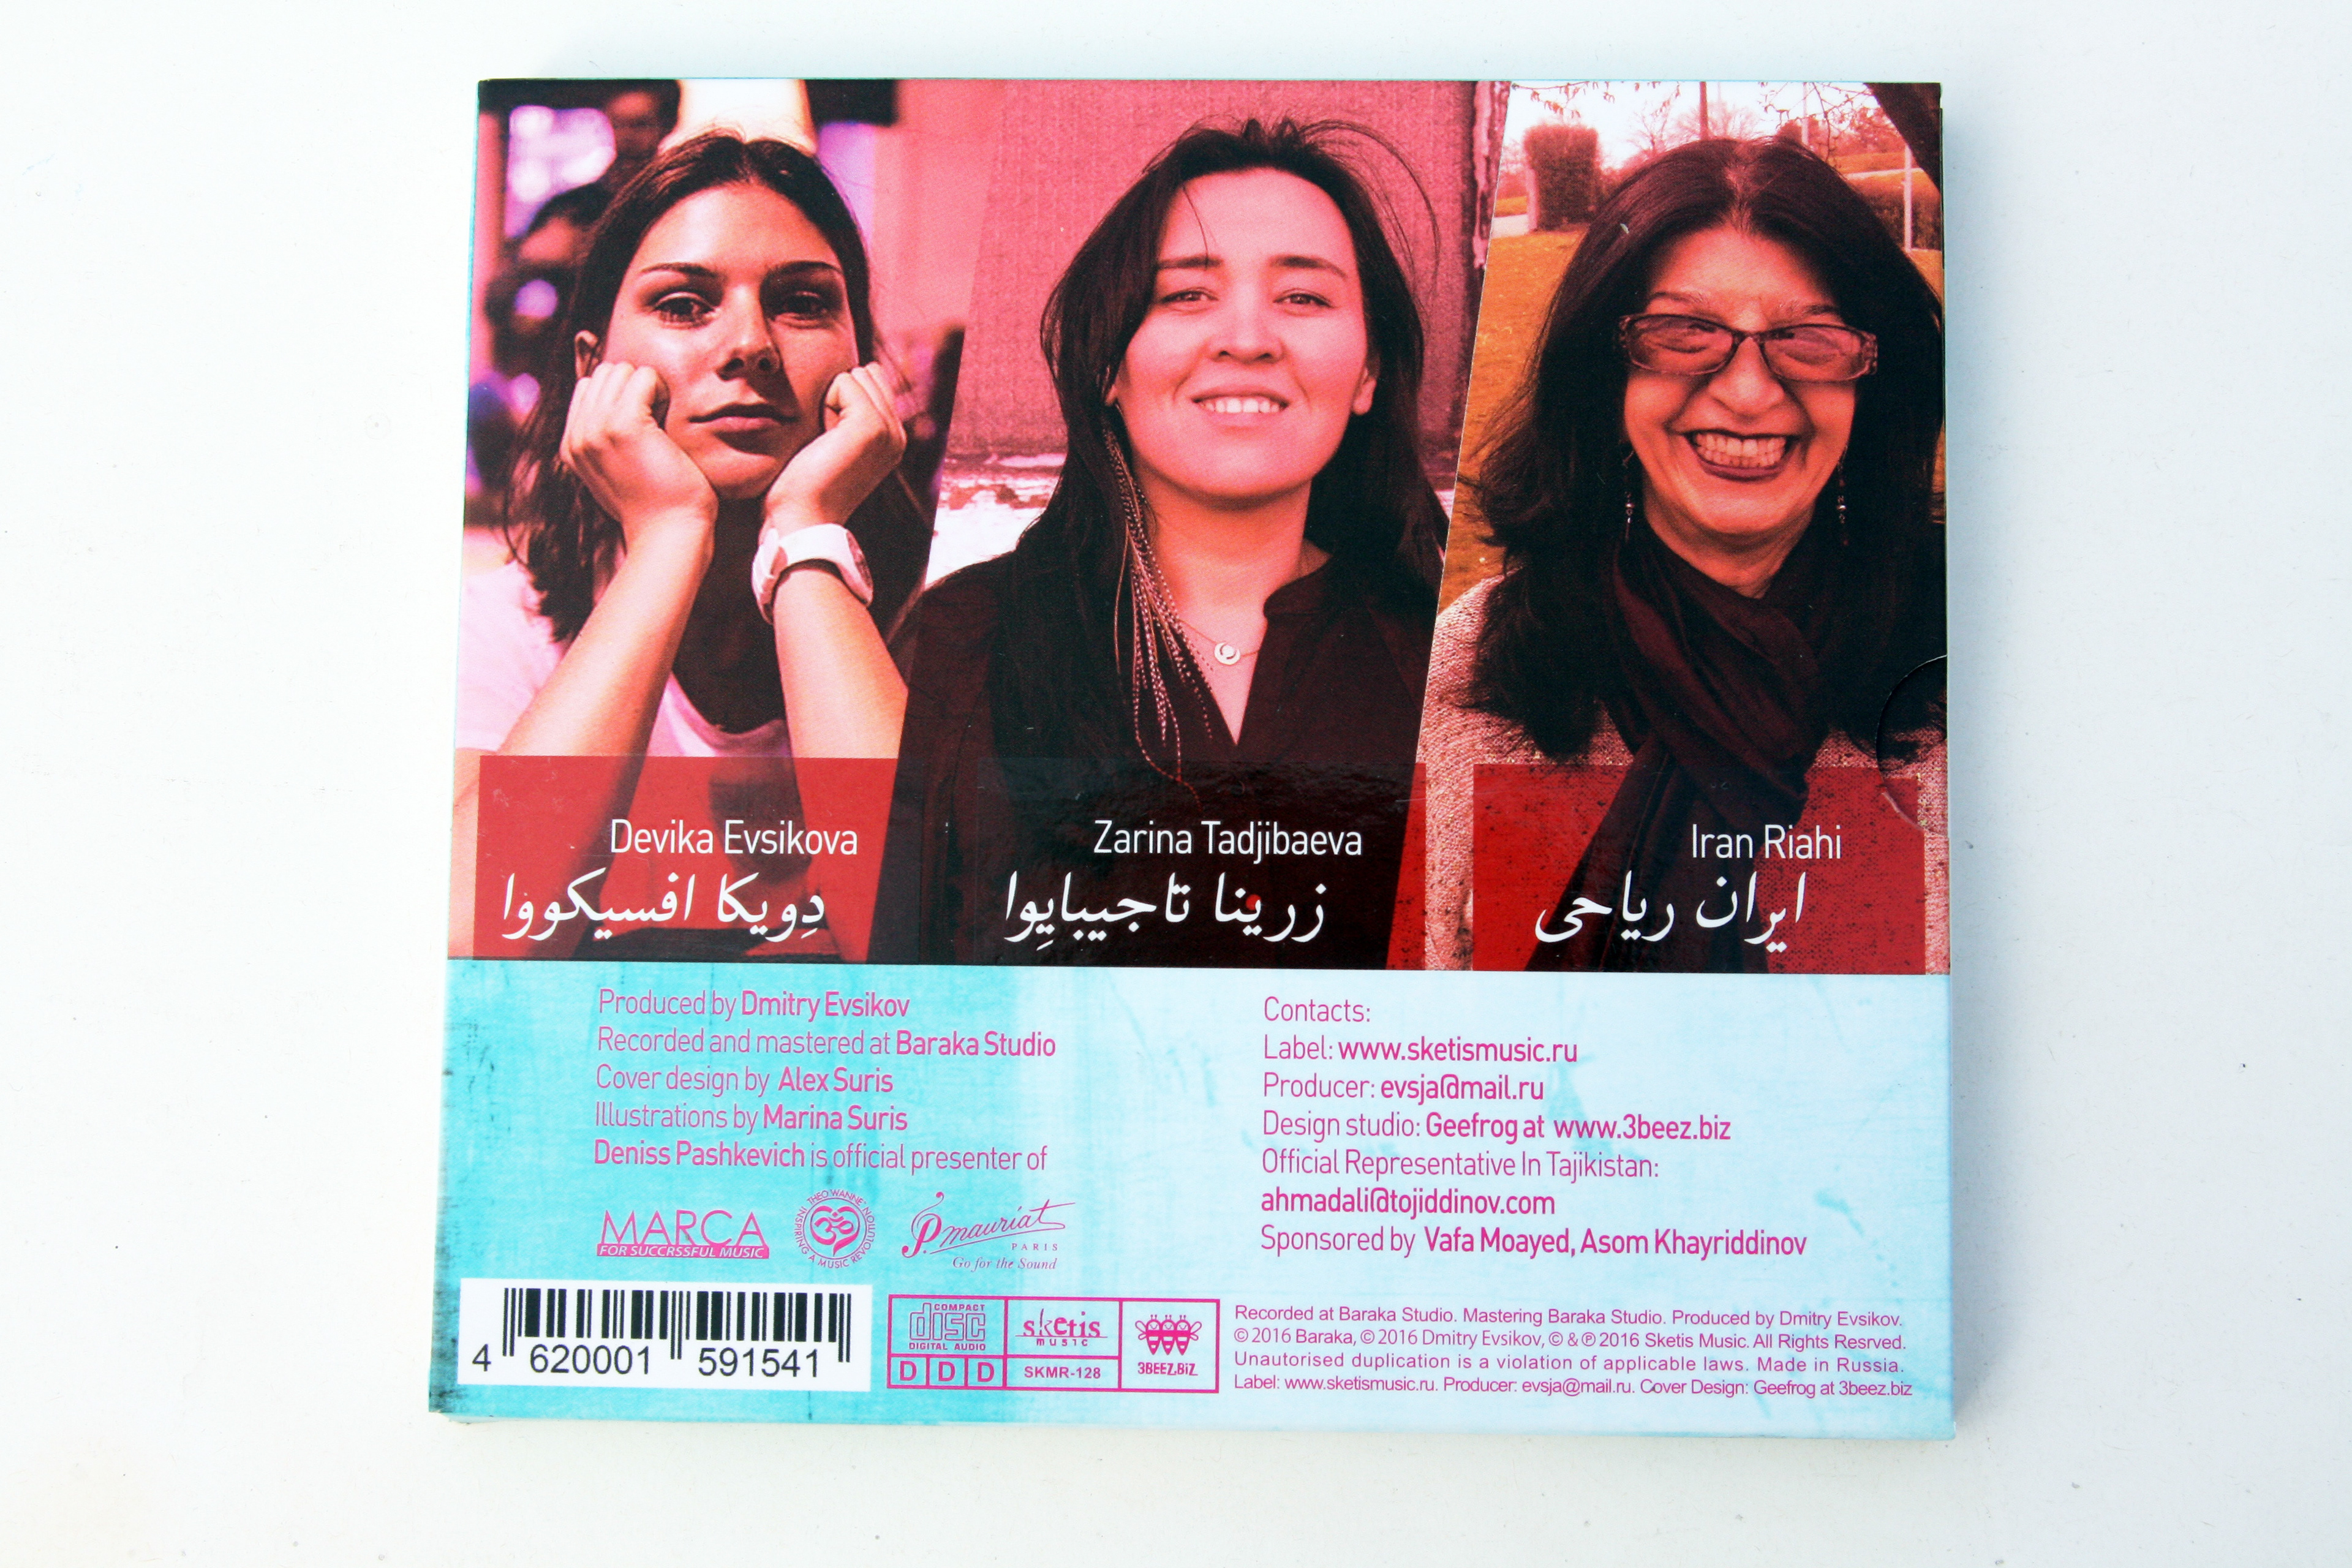 Devika Evsikova
دِویکا افسیکووا
Zarina Tadjibaeva
زرینا تاجیبایِوا
Iran Riahi
ایران ریاحی
Produced by Dmitry Evsikov
Recorded and mastered at Baraka Studio
Cover design by Alex Suris
Illustrations by Marina Suris
Deniss Pashkevich is official presenter of
MARCA
FOR SUCCRSSFUL MUSIC
THEO WANNE
INSPIRING A MUSIC REVOLUTION
P. mauriat
PARIS
Go for the Sound
Contacts:
Label: www.sketismusic.ru
Producer: evsja@mail.ru
Design studio: Geefrog at www.3beez.biz
Official Representative In Tajikistan:
ahmadali@tojiddinov.com
Sponsored by Vafa Moayed, Asom Khayriddinov
4 620001 591541
COMPACT
disc
DIGITAL AUDIO
D D D
sketis
MUSIC
SKMR-128
3BEEZ.BiZ
Recorded at Baraka Studio. Mastering Baraka Studio. Produced by Dmitry Evsikov.
© 2016 Baraka, © 2016 Dmitry Evsikov, © & ℗ 2016 Sketis Music. All Rights Resrved.
Unautorised duplication is a violation of applicable laws. Made in Russia.
Label: www.sketismusic.ru. Producer: evsja@mail.ru. Cover Design: Geefrog at 3beez.biz